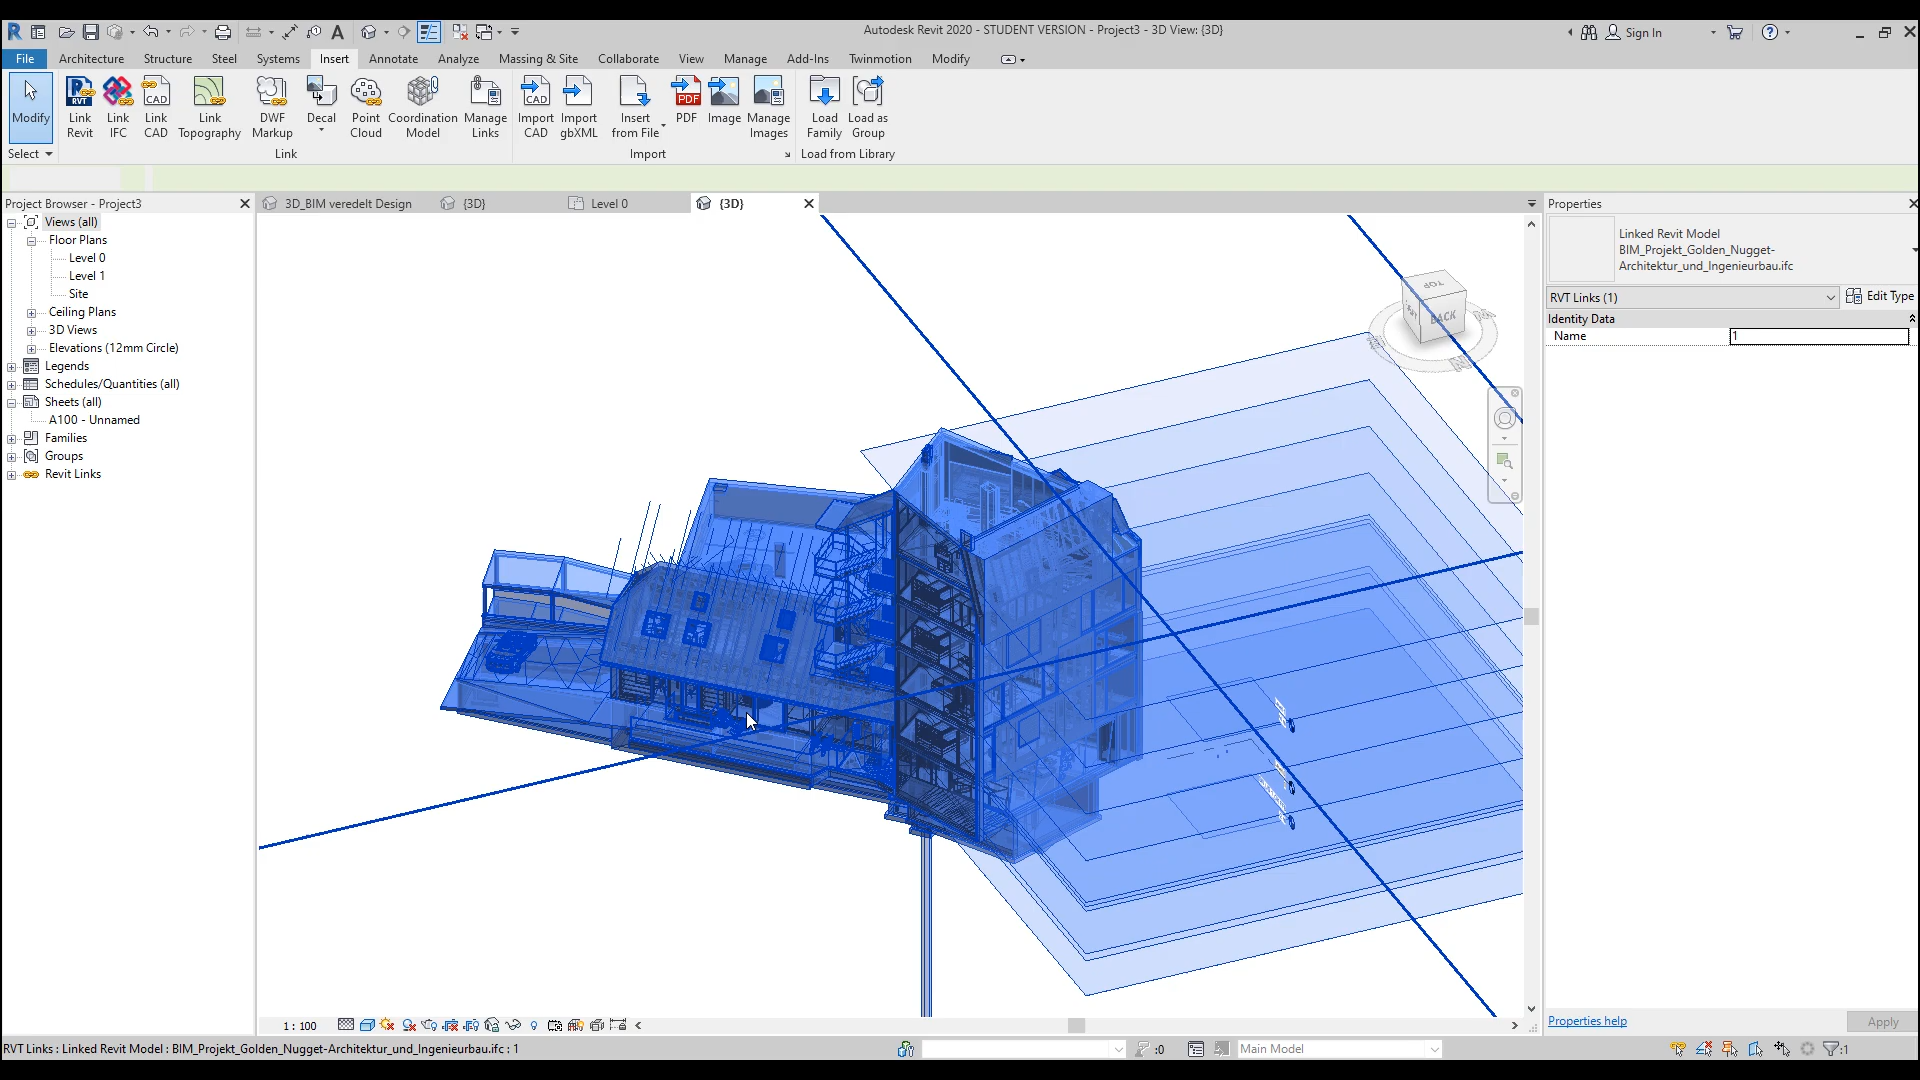 Autodesk Revit 2020 - STUDENT VERSION - Project3 - 3D View: {3D}
Sign In
File Architecture Structure Steel Systems Insert Annotate Analyze Massing & Site Collaborate View Manage Add-Ins Twinmotion Modify
Modify
Link Revit
Link IFC
Link CAD
Link Topography
DWF Markup
Decal
Point Cloud
Coordination Model
Manage Links
Import CAD
Import gbXML
Insert from File
PDF
Image
Manage Images
Load Family
Load as Group
Select
Link
Import
Load from Library
Project Browser - Project3
3D_BIM veredelt Design
{3D}
Level 0
{3D}
Properties
Views (all)
Floor Plans
Level 0
Level 1
Site
Ceiling Plans
3D Views
Elevations (12mm Circle)
Legends
Schedules/Quantities (all)
Sheets (all)
A100 - Unnamed
Families
Groups
Revit Links
TOP
BACK
Linked Revit Model
BIM_Projekt_Golden_Nugget-
Architektur_und_Ingenieurbau.ifc
RVT Links (1)
Edit Type
Identity Data
Name 1
Properties help
Apply
1 : 100
RVT Links : Linked Revit Model : BIM_Projekt_Golden_Nugget-Architektur_und_Ingenieurbau.ifc : 1
:0
Main Model
:1